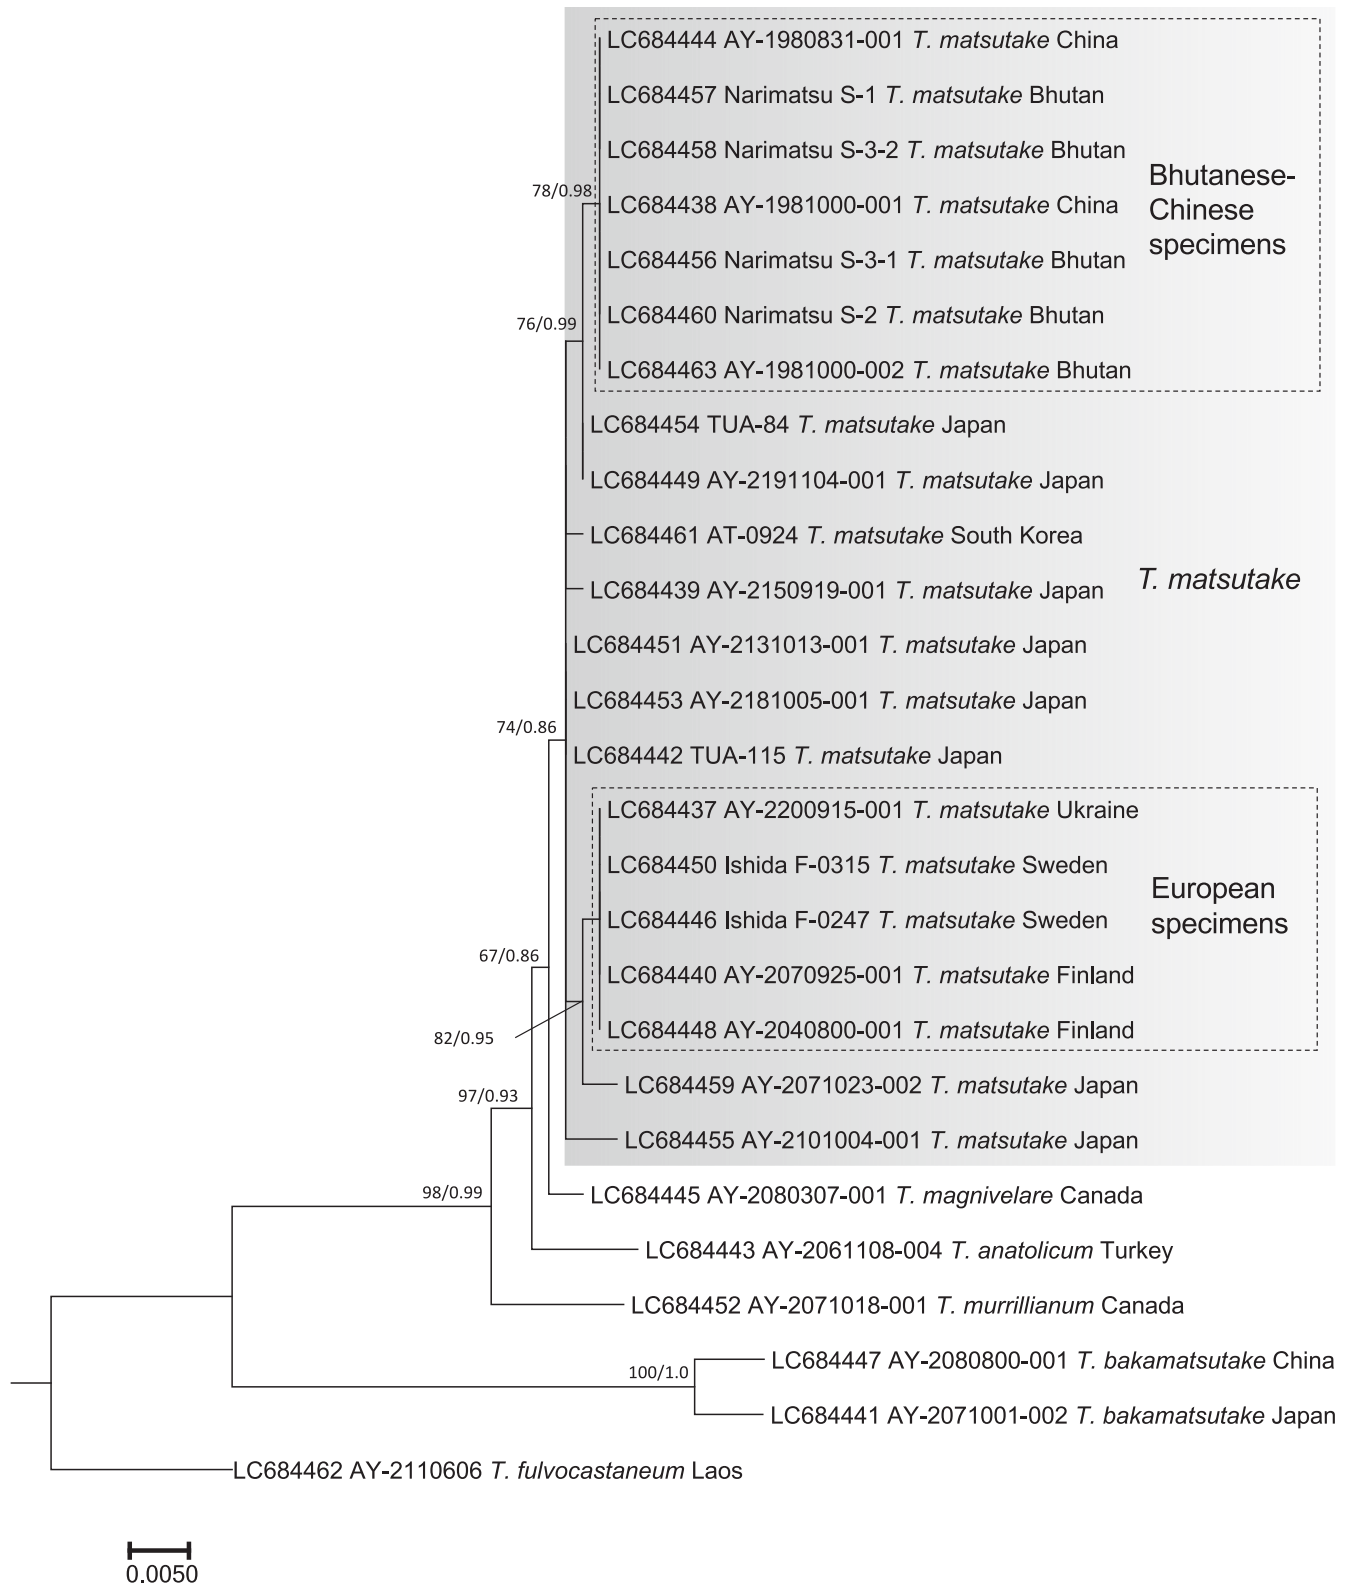 LC684444 AY-1980831-001 T. matsutake China
LC684457 Narimatsu S-1 T. matsutake Bhutan
LC684458 Narimatsu S-3-2 T. matsutake Bhutan
Bhutanese-
Chinese
specimens
78/0.98
LC684438 AY-1981000-001 T. matsutake China
LC684456 Narimatsu S-3-1 T. matsutake Bhutan
LC684460 Narimatsu S-2 T. matsutake Bhutan
76/0.99
LC684463 AY-1981000-002 T. matsutake Bhutan
LC684454 TUA-84 T. matsutake Japan
LC684449 AY-2191104-001 T. matsutake Japan
LC684461 AT-0924 T. matsutake South Korea
LC684439 AY-2150919-001 T. matsutake Japan
T. matsutake
LC684451 AY-2131013-001 T. matsutake Japan
LC684453 AY-2181005-001 T. matsutake Japan
74/0.86
LC684442 TUA-115 T. matsutake Japan
LC684437 AY-2200915-001 T. matsutake Ukraine
LC684450 Ishida F-0315 T. matsutake Sweden
European
specimens
LC684446 Ishida F-0247 T. matsutake Sweden
67/0.86
LC684440 AY-2070925-001 T. matsutake Finland
LC684448 AY-2040800-001 T. matsutake Finland
82/0.95
LC684459 AY-2071023-002 T. matsutake Japan
97/0.93
LC684455 AY-2101004-001 T. matsutake Japan
98/0.99
LC684445 AY-2080307-001 T. magnivelare Canada
LC684443 AY-2061108-004 T. anatolicum Turkey
LC684452 AY-2071018-001 T. murrillianum Canada
LC684447 AY-2080800-001 T. bakamatsutake China
100/1.0
LC684441 AY-2071001-002 T. bakamatsutake Japan
LC684462 AY-2110606 T. fulvocastaneum Laos
0.0050